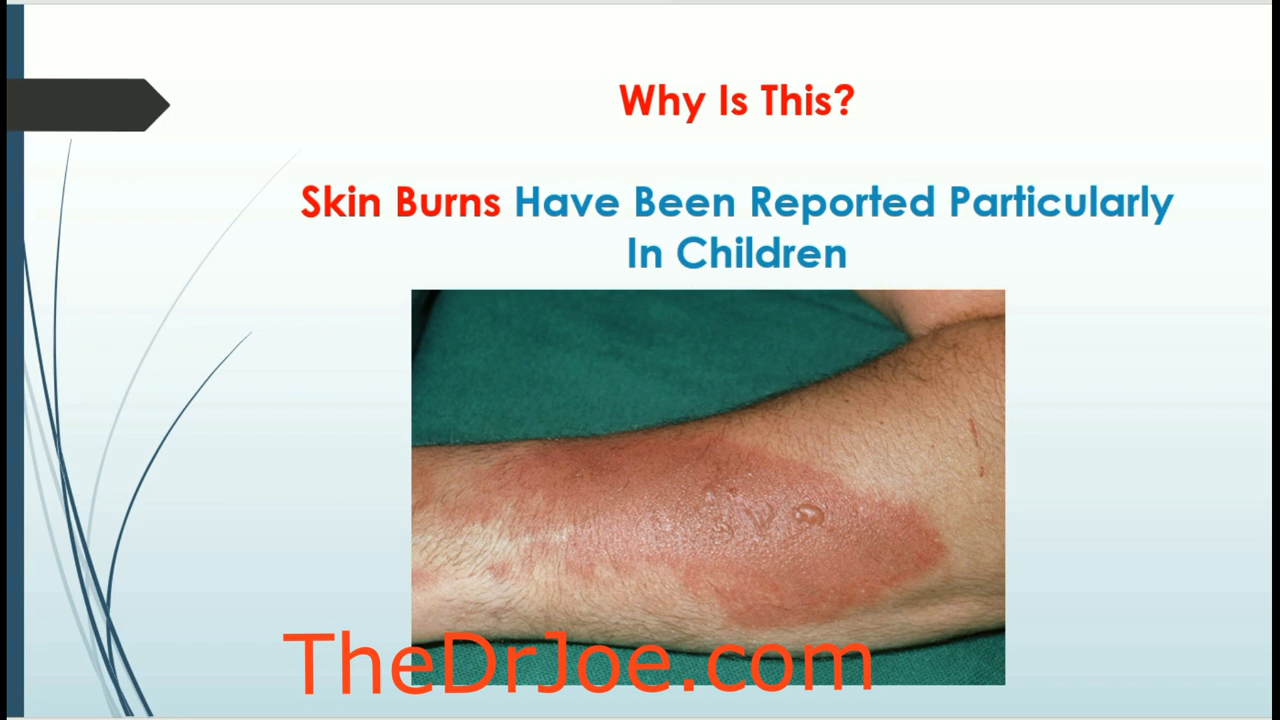 Why Is This?
Skin Burns Have Been Reported Particularly
In Children
TheDrJoe.com